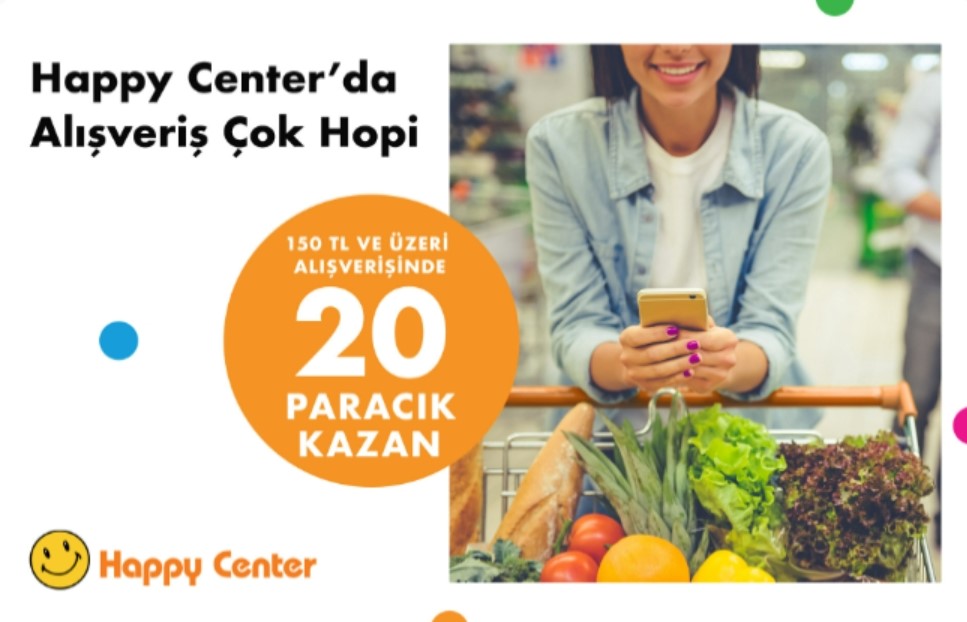 Happy Center’da
Alışveriş Çok Hopi
150 TL VE ÜZERİ
ALIŞVERİŞİNDE
20
PARACIK
KAZAN
Happy Center